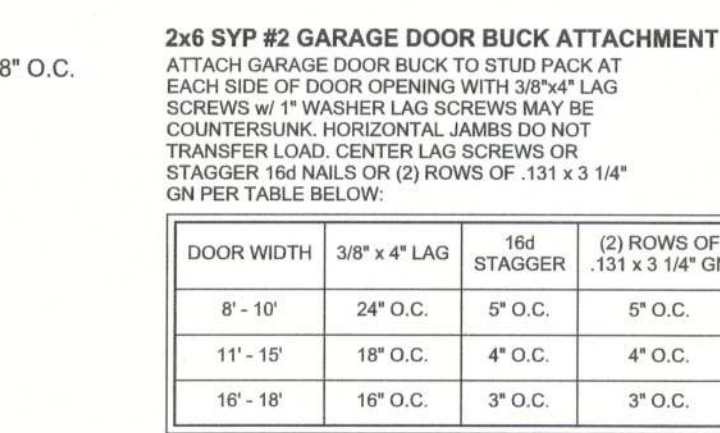 8" O.C.
2x6 SYP #2 GARAGE DOOR BUCK ATTACHMENT
ATTACH GARAGE DOOR BUCK TO STUD PACK AT
EACH SIDE OF DOOR OPENING WITH 3/8"x4" LAG
SCREWS w/ 1" WASHER LAG SCREWS MAY BE
COUNTERSUNK. HORIZONTAL JAMBS DO NOT
TRANSFER LOAD. CENTER LAG SCREWS OR
STAGGER 16d NAILS OR (2) ROWS OF .131 x 3 1/4"
GN PER TABLE BELOW:
DOOR WIDTH 3/8" x 4" LAG 16d STAGGER (2) ROWS OF .131 x 3 1/4" GN
8' - 10' 24" O.C. 5" O.C. 5" O.C.
11' - 15' 18" O.C. 4" O.C. 4" O.C.
16' - 18' 16" O.C. 3" O.C. 3" O.C.